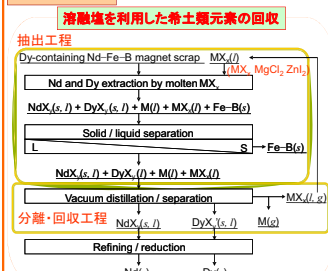 溶融塩を利用した希土類元素の回収
抽出工程
Dy-containing Nd–Fe–B magnet scrap MXₓ(l)
(MXₓ MgCl₂ ZnI₂)
Nd and Dy extraction by molten MXₓ
NdXᵧ(s, l) + DyXᵧ(s, l) + M(l) + MXₓ(l) + Fe–B(s)
Solid / liquid separation
L S Fe–B(s)
NdXᵧ(s, l) + DyXᵧ(s, l) + M(l) + MXₓ(l)
Vacuum distillation / separation MXₓ(l, g)
分離・回収工程 NdXᵧ(s, l) DyXᵧ(s, l) M(g)
Refining / reduction